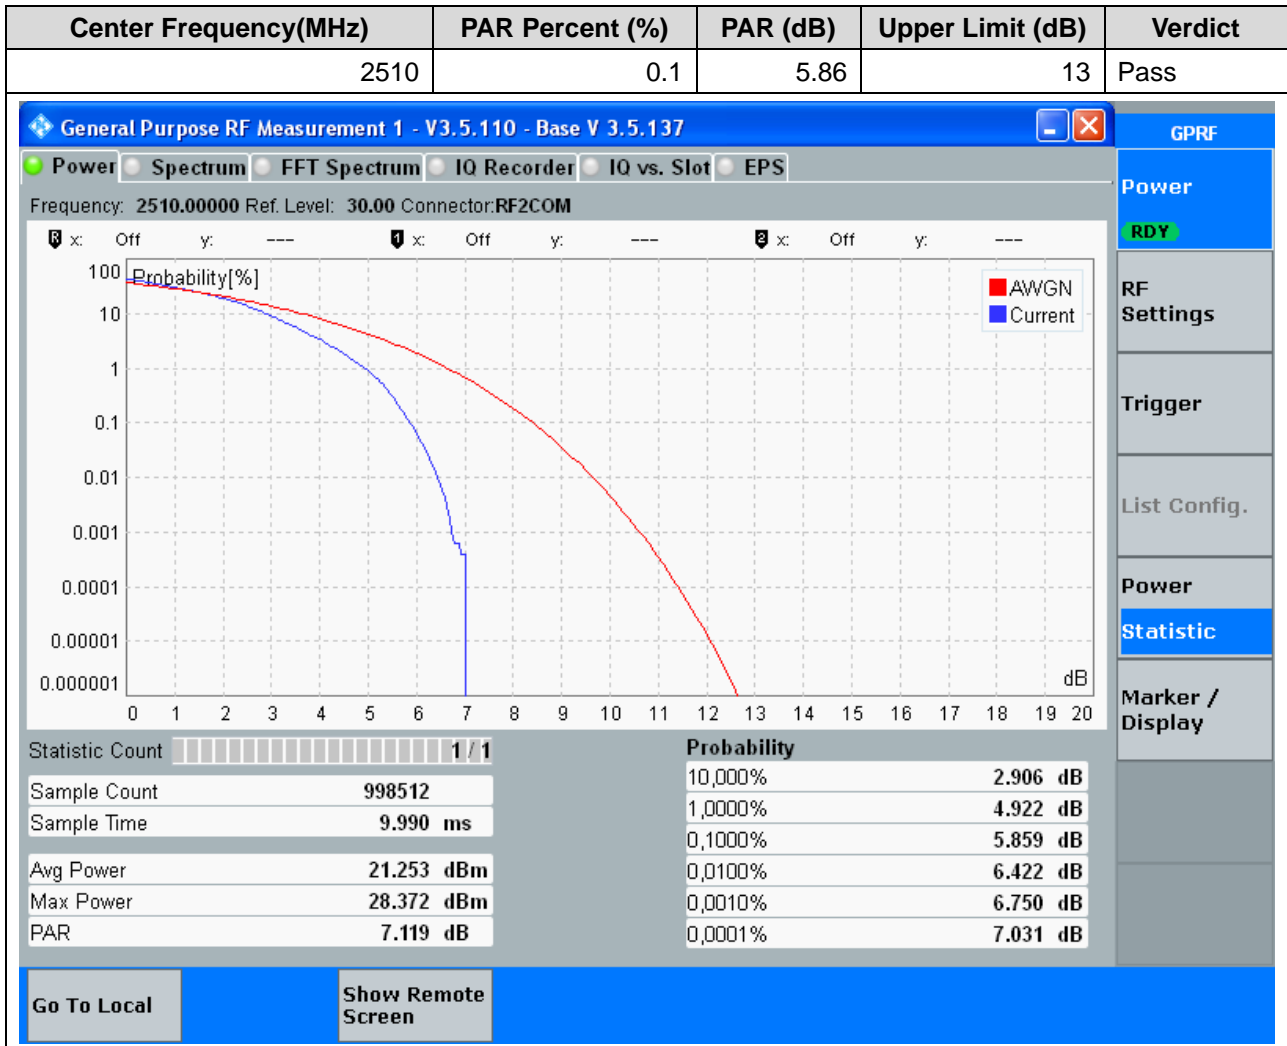 Center Frequency(MHz) PAR Percent (%) PAR (dB) Upper Limit (dB) Verdict
2510 0.1 5.86 13 Pass
General Purpose RF Measurement 1 - V3.5.110 - Base V 3.5.137
GPRF
Power Spectrum FFT Spectrum IQ Recorder IQ vs. Slot EPS
Power
RDY
Frequency: 2510.00000 Ref. Level: 30.00 Connector:RF2COM
R x: Off y: --- 1 x: Off y: --- 2 x: Off y: ---
Probability[%]
AWGN
Current
100
10
1
0.1
0.01
0.001
0.0001
0.00001
0.000001
dB
0 1 2 3 4 5 6 7 8 9 10 11 12 13 14 15 16 17 18 19 20
RF
Settings
Trigger
List Config.
Power
Statistic
Marker /
Display
Statistic Count 1 / 1
Sample Count 998512
Sample Time 9.990 ms
Avg Power 21.253 dBm
Max Power 28.372 dBm
PAR 7.119 dB
Probability
10,000% 2.906 dB
1,0000% 4.922 dB
0,1000% 5.859 dB
0,0100% 6.422 dB
0,0010% 6.750 dB
0,0001% 7.031 dB
Go To Local
Show Remote
Screen